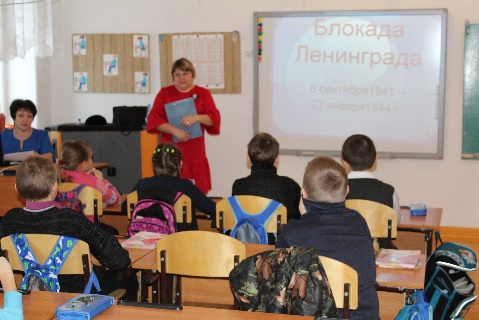 Блокада
Ленинграда
8 сентября1941 –
27 января1944 г